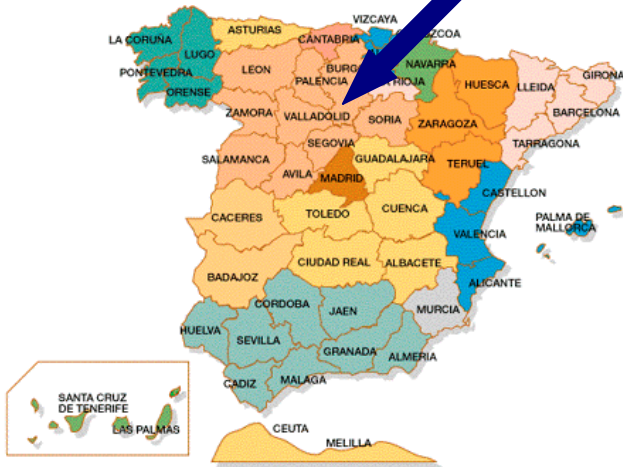 VIZCAYA
ASTURIAS
CANTABRIA
LA CORUÑA
LUGO
NAVARRA
PONTEVEDRA
LEON
BURG
PALENCIA
RIOJA
HUESCA
LLEIDA
GIRONA
ORENSE
ZAMORA
VALLADOLID
SORIA
ZARAGOZA
BARCELONA
TARRAGONA
SEGOVIA
SALAMANCA
GUADALAJARA
TERUEL
AVILA
MADRID
CASTELLON
CACERES
TOLEDO
CUENCA
PALMA DE
MALLORCA
VALENCIA
CIUDAD REAL
ALBACETE
BADAJOZ
ALICANTE
CORDOBA
JAEN
MURCIA
HUELVA
SEVILLA
GRANADA
ALMERIA
CADIZ
MALAGA
SANTA CRUZ
DE TENERIFE
LAS PALMAS
CEUTA
MELILLA